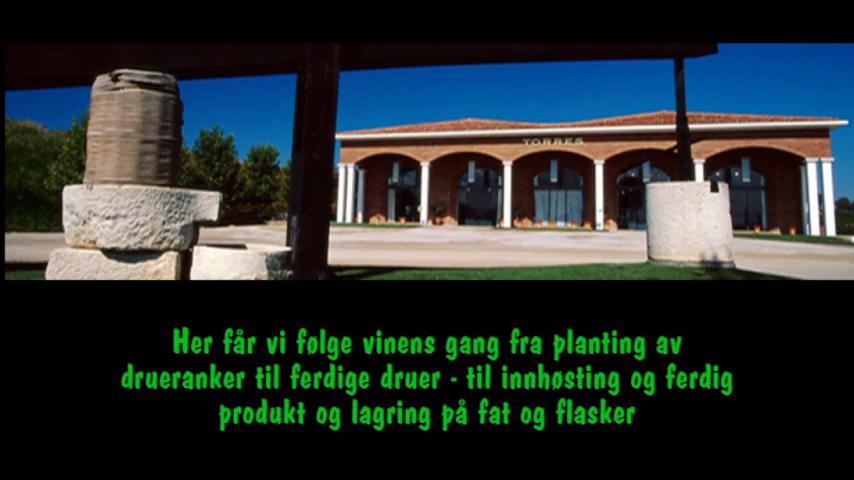 TORRES
Her får vi følge vinens gang fra planting av
drueranker til ferdige druer - til innhøsting og ferdig
produkt og lagring på fat og flasker